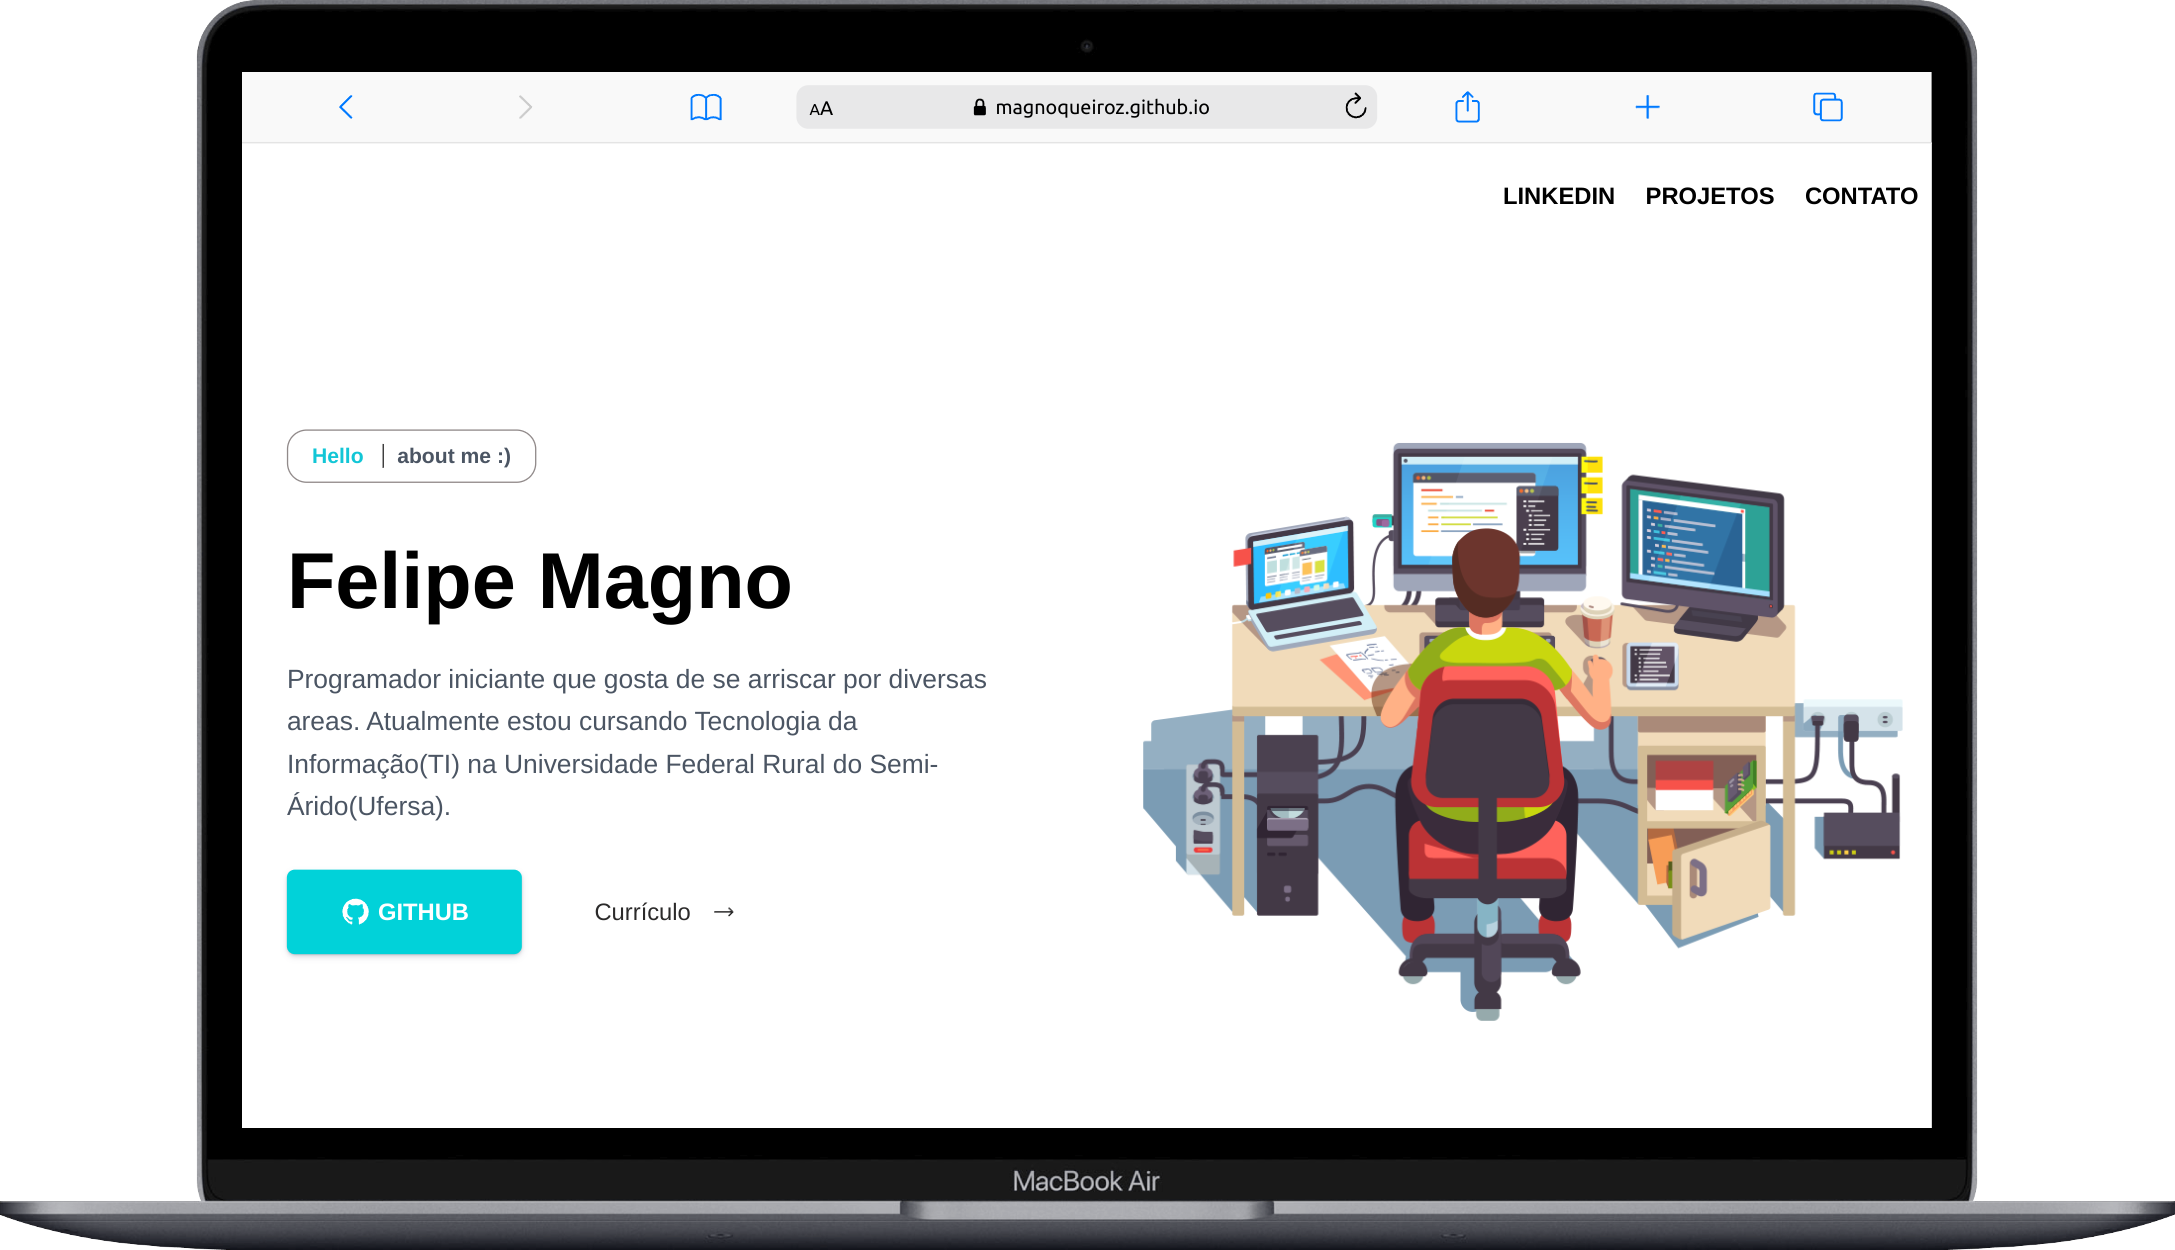 AA magnoqueiroz.github.io
LINKEDIN PROJETOS CONTATO
Hello | about me :)
Felipe Magno
Programador iniciante que gosta de se arriscar por diversas
areas. Atualmente estou cursando Tecnologia da
Informação(TI) na Universidade Federal Rural do Semi-
Árido(Ufersa).
GITHUB
Currículo →
MacBook Air